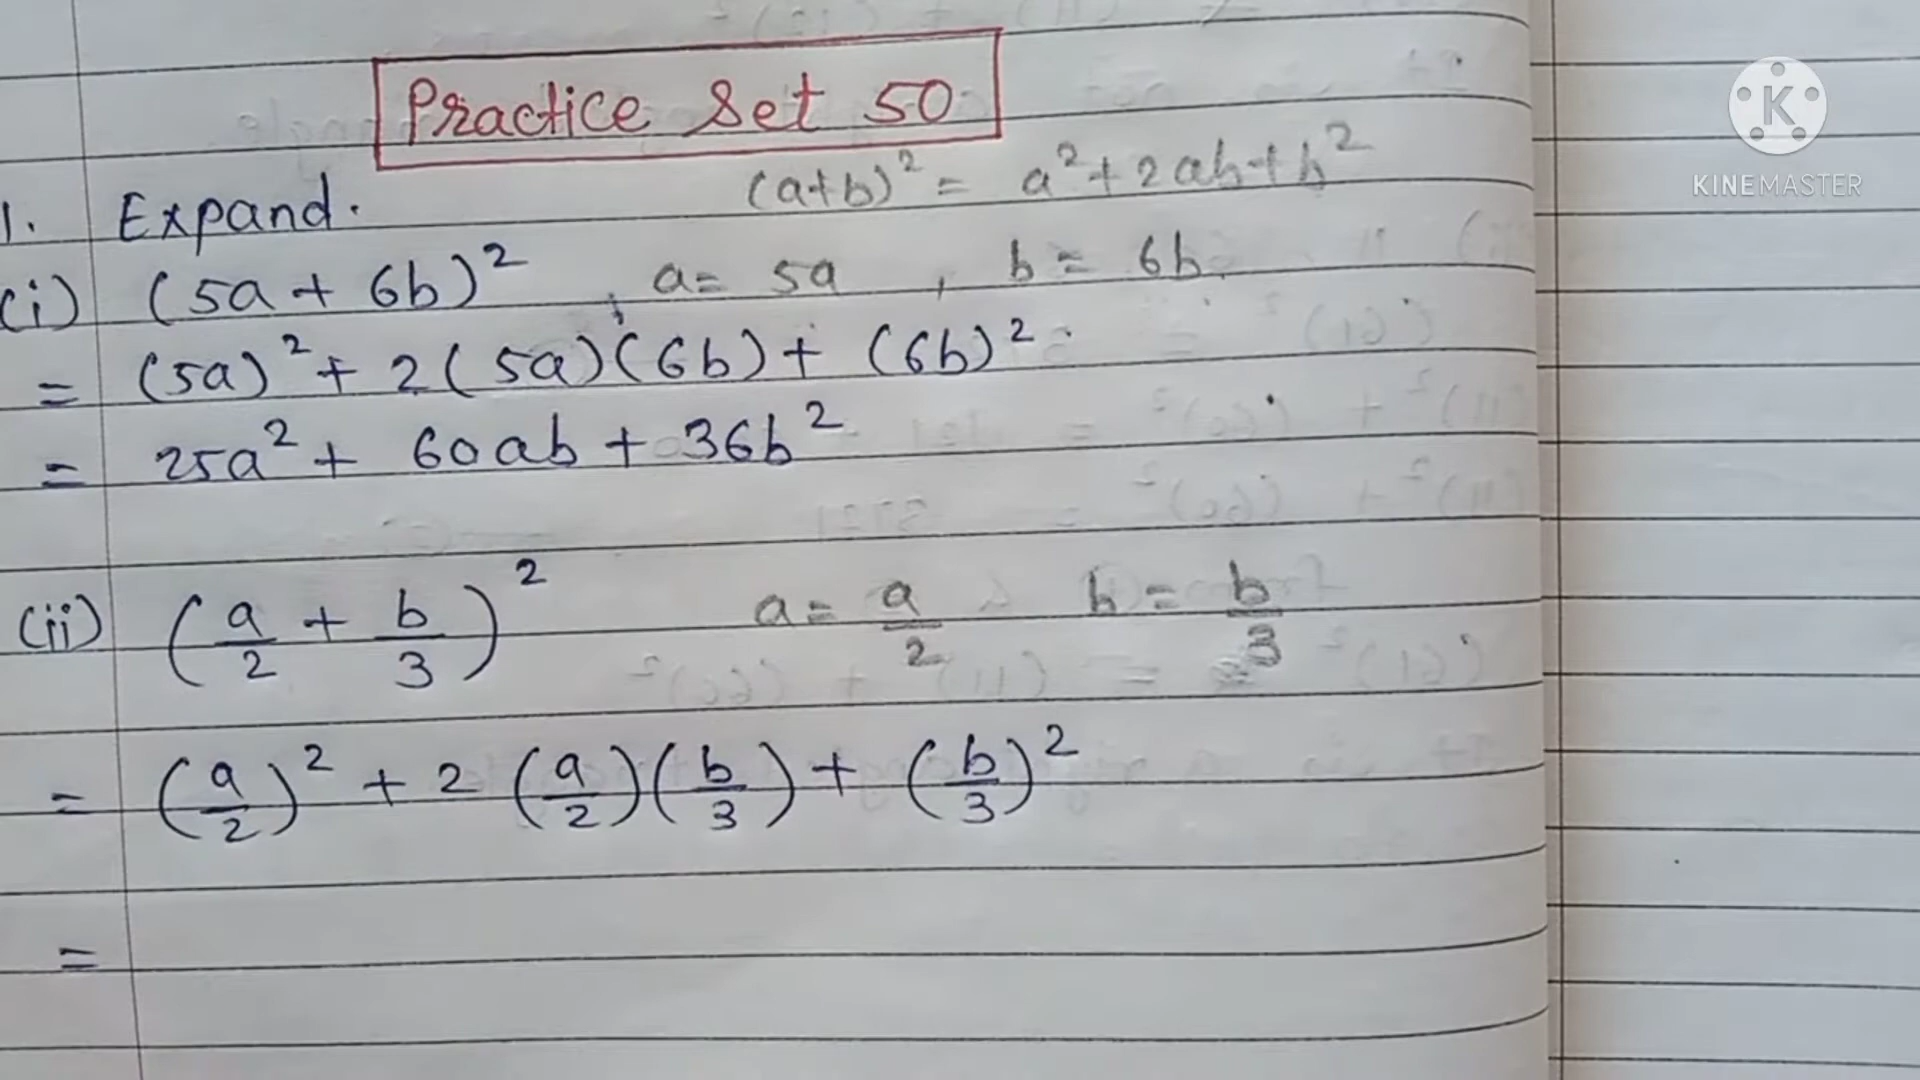 Practice Set 50
(a+b)² = a²+2ab+b²
1. Expand.
(i) (5a + 6b)² , a = 5a , b = 6b
= (5a)² + 2(5a)(6b) + (6b)²
= 25a² + 60ab + 36b²
(ii) (a/2 + b/3)² a = a/2 b = b/3
= (a/2)² + 2 (a/2)(b/3) + (b/3)²
=
K
KINEMASTER